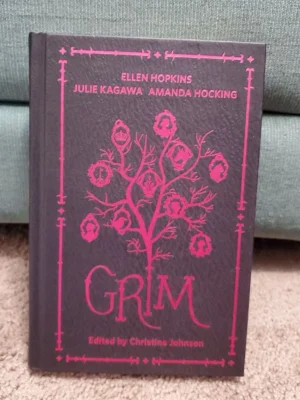 ELLEN HOPKINS
JULIE KAGAWA AMANDA HOCKING
GRIM
Edited by Christine Johnson